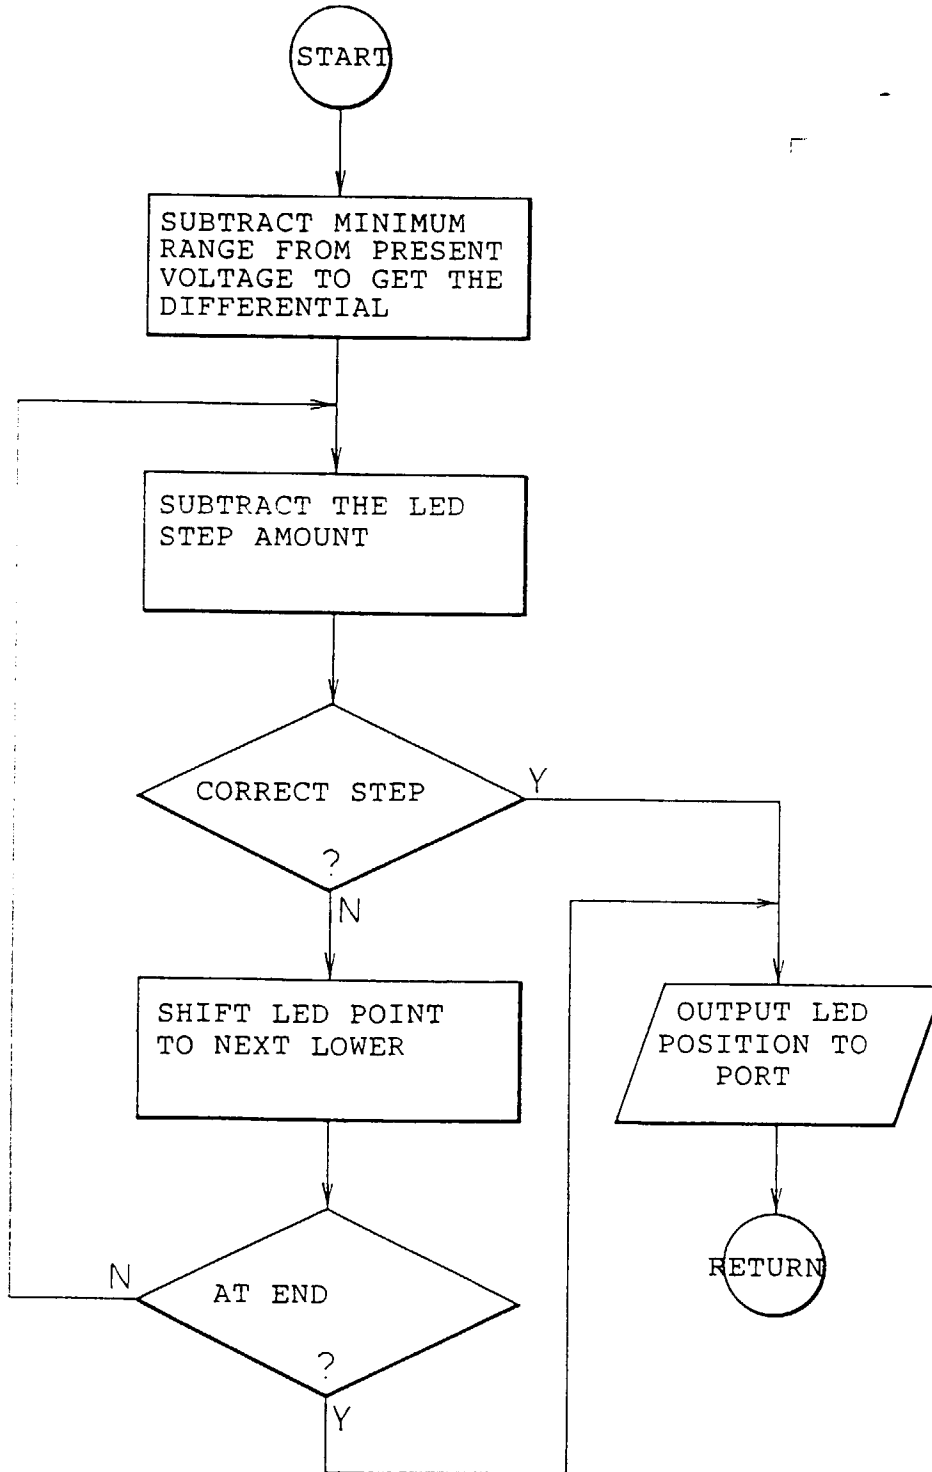 START
SUBTRACT MINIMUM
RANGE FROM PRESENT
VOLTAGE TO GET THE
DIFFERENTIAL
SUBTRACT THE LED
STEP AMOUNT
CORRECT STEP
?
Y
N
SHIFT LED POINT
TO NEXT LOWER
OUTPUT LED
POSITION TO
PORT
AT END
?
N
Y
RETURN